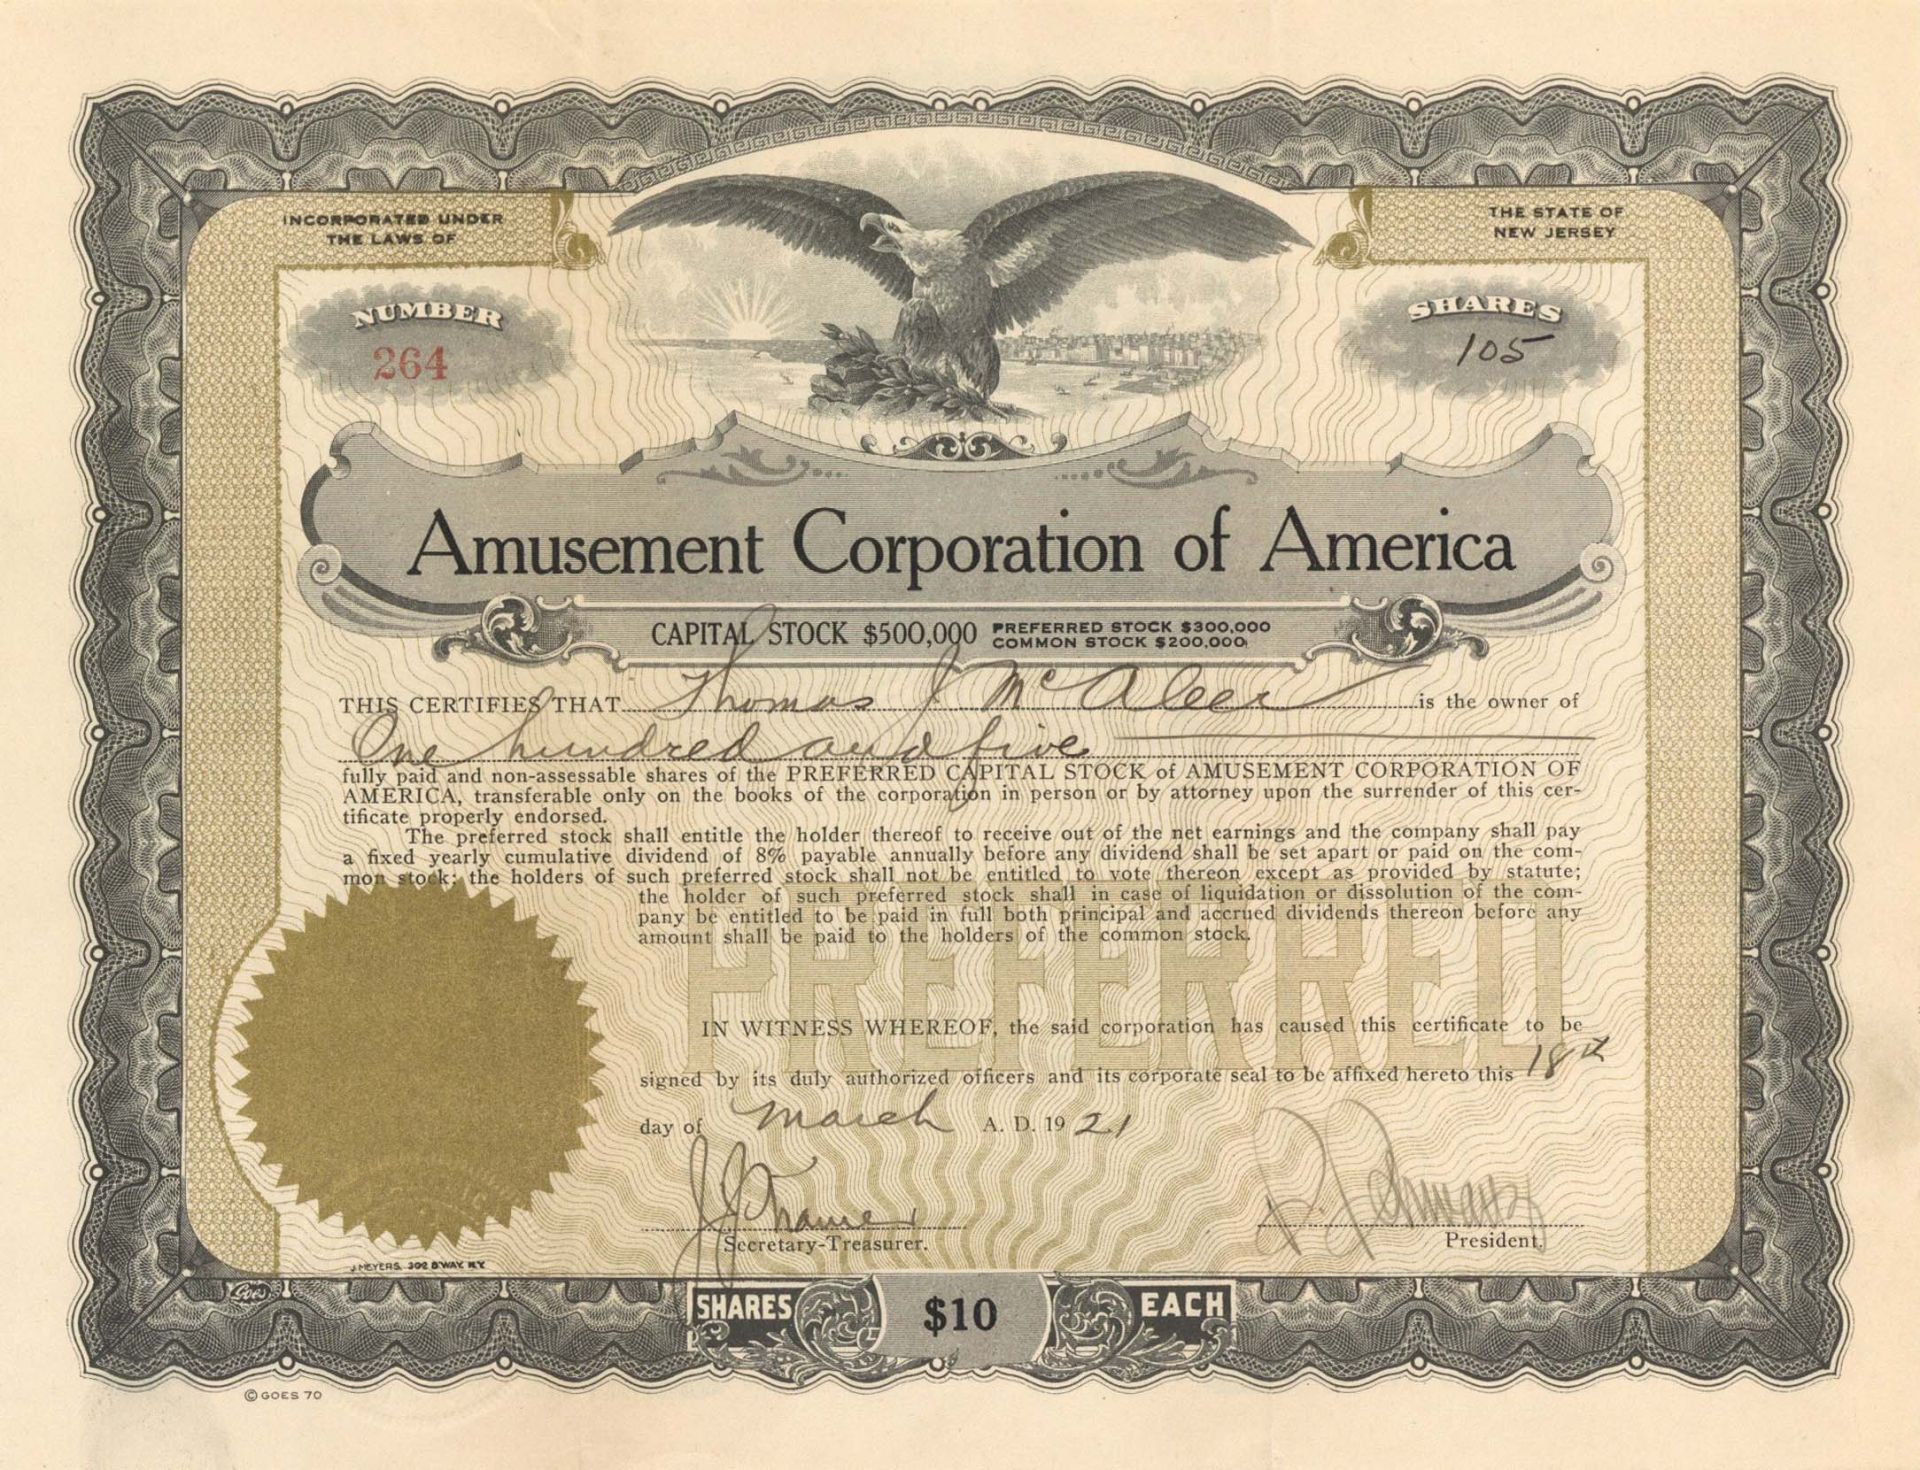 INCORPORATED UNDER
THE LAWS OF
THE STATE OF
NEW JERSEY
NUMBER
264
SHARES
105
Amusement Corporation of America
CAPITAL STOCK $500,000 PREFERRED STOCK $300,000
COMMON STOCK $200,000
THIS CERTIFIES THAT Thomas J McAleer is the owner of
One hundred and five
fully paid and non-assessable shares of the PREFERRED CAPITAL STOCK of AMUSEMENT CORPORATION OF
AMERICA, transferable only on the books of the corporation in person or by attorney upon the surrender of this cer-
tificate properly endorsed.
The preferred stock shall entitle the holder thereof to receive out of the net earnings and the company shall pay
a fixed yearly cumulative dividend of 8% payable annually before any dividend shall be set apart or paid on the com-
mon stock; the holders of such preferred stock shall not be entitled to vote thereon except as provided by statute;
the holder of such preferred stock shall in case of liquidation or dissolution of the com-
pany be entitled to be paid in full both principal and accrued dividends thereon before any
amount shall be paid to the holders of the common stock.
PREFERRED
IN WITNESS WHEREOF, the said corporation has caused this certificate to be
signed by its duly authorized officers and its corporate seal to be affixed hereto this 18th
day of March A. D. 1921
Secretary-Treasurer.
President.
J. MEYERS. 302 B'WAY. N.Y.
Goes
SHARES $10 EACH
© GOES 70